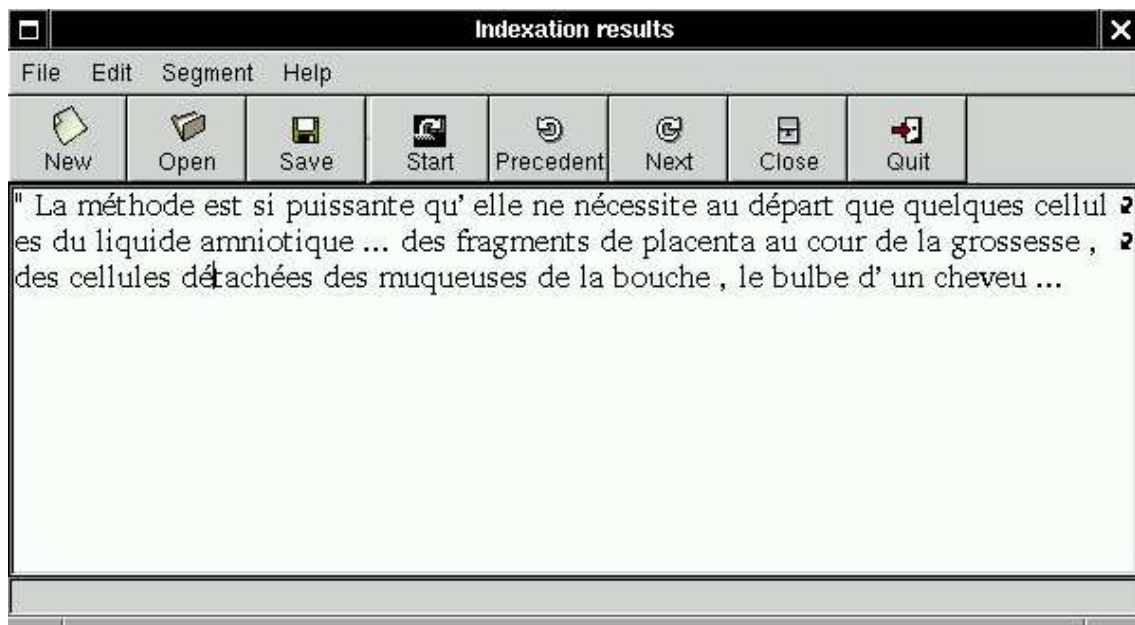 Indexation results
File Edit Segment Help
New Open Save Start Precedent Next Close Quit
" La méthode est si puissante qu' elle ne nécessite au départ que quelques cellul
es du liquide amniotique ... des fragments de placenta au cour de la grossesse ,
des cellules détachées des muqueuses de la bouche , le bulbe d' un cheveu ...